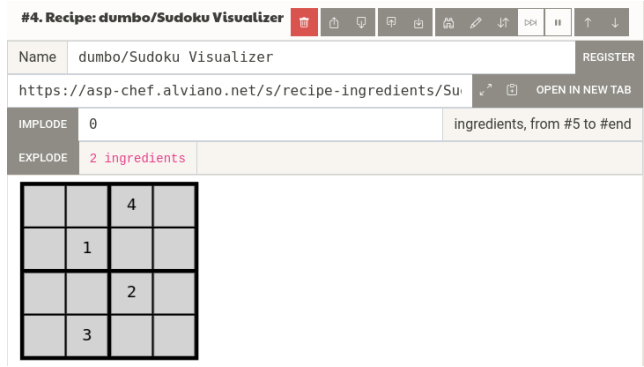 #4. Recipe: dumbo/Sudoku Visualizer
Name dumbo/Sudoku Visualizer REGISTER
https://asp-chef.alviano.net/s/recipe-ingredients/Su OPEN IN NEW TAB
IMPLODE 0 ingredients, from #5 to #end
EXPLODE 2 ingredients
4
1
2
3